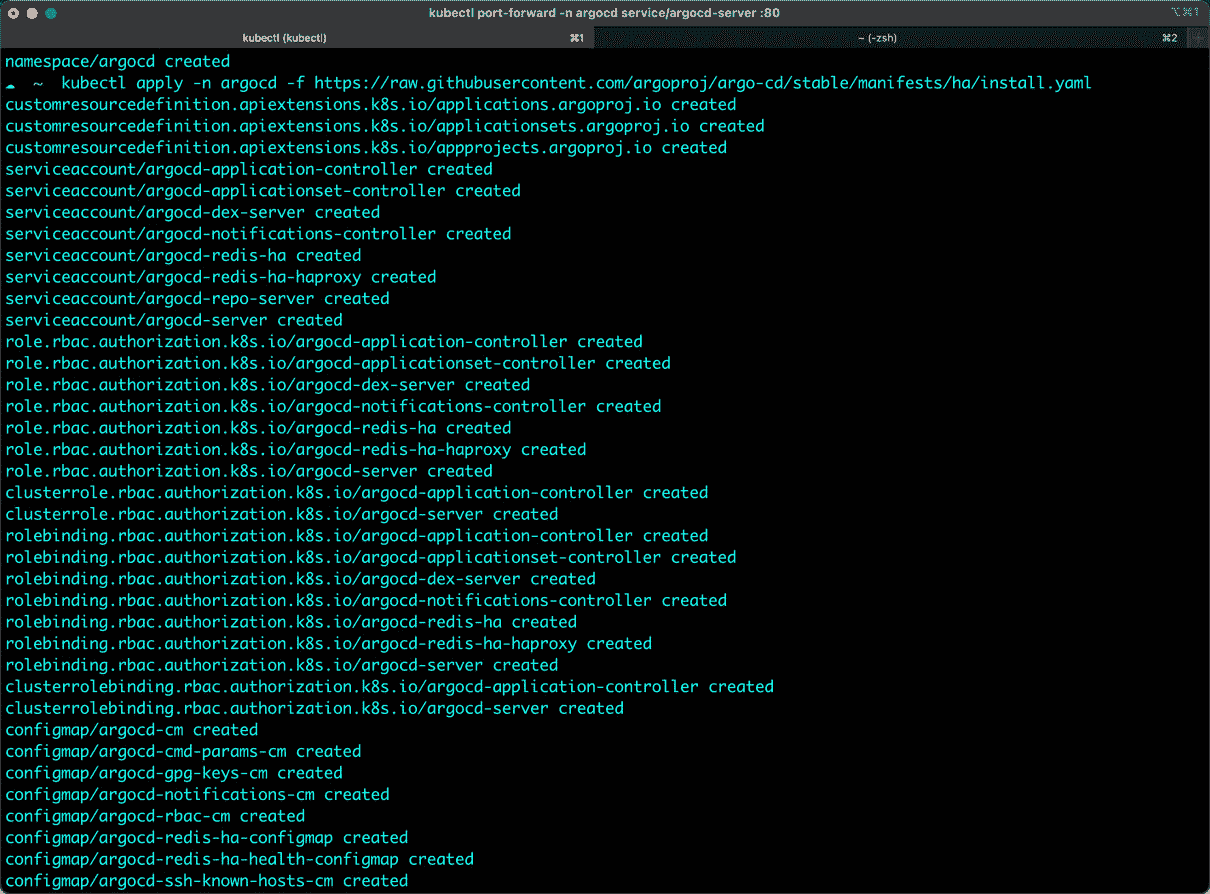 kubectl port-forward -n argocd service/argocd-server :80
⌥⌘1
kubectl (kubectl)
⌘1
~ (-zsh)
⌘2
namespace/argocd created
~ kubectl apply -n argocd -f https://raw.githubusercontent.com/argoproj/argo-cd/stable/manifests/ha/install.yaml
customresourcedefinition.apiextensions.k8s.io/applications.argoproj.io created
customresourcedefinition.apiextensions.k8s.io/applicationsets.argoproj.io created
customresourcedefinition.apiextensions.k8s.io/appprojects.argoproj.io created
serviceaccount/argocd-application-controller created
serviceaccount/argocd-applicationset-controller created
serviceaccount/argocd-dex-server created
serviceaccount/argocd-notifications-controller created
serviceaccount/argocd-redis-ha created
serviceaccount/argocd-redis-ha-haproxy created
serviceaccount/argocd-repo-server created
serviceaccount/argocd-server created
role.rbac.authorization.k8s.io/argocd-application-controller created
role.rbac.authorization.k8s.io/argocd-applicationset-controller created
role.rbac.authorization.k8s.io/argocd-dex-server created
role.rbac.authorization.k8s.io/argocd-notifications-controller created
role.rbac.authorization.k8s.io/argocd-redis-ha created
role.rbac.authorization.k8s.io/argocd-redis-ha-haproxy created
role.rbac.authorization.k8s.io/argocd-server created
clusterrole.rbac.authorization.k8s.io/argocd-application-controller created
clusterrole.rbac.authorization.k8s.io/argocd-server created
rolebinding.rbac.authorization.k8s.io/argocd-application-controller created
rolebinding.rbac.authorization.k8s.io/argocd-applicationset-controller created
rolebinding.rbac.authorization.k8s.io/argocd-dex-server created
rolebinding.rbac.authorization.k8s.io/argocd-notifications-controller created
rolebinding.rbac.authorization.k8s.io/argocd-redis-ha created
rolebinding.rbac.authorization.k8s.io/argocd-redis-ha-haproxy created
rolebinding.rbac.authorization.k8s.io/argocd-server created
clusterrolebinding.rbac.authorization.k8s.io/argocd-application-controller created
clusterrolebinding.rbac.authorization.k8s.io/argocd-server created
configmap/argocd-cm created
configmap/argocd-cmd-params-cm created
configmap/argocd-gpg-keys-cm created
configmap/argocd-notifications-cm created
configmap/argocd-rbac-cm created
configmap/argocd-redis-ha-configmap created
configmap/argocd-redis-ha-health-configmap created
configmap/argocd-ssh-known-hosts-cm created